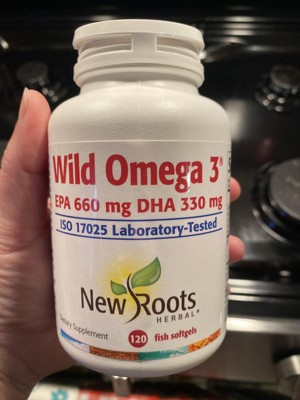 Wild Omega 3®
EPA 660 mg DHA 330 mg
ISO 17025 Laboratory-Tested
New Roots
HERBAL®
Dietary Supplement
120 fish softgels